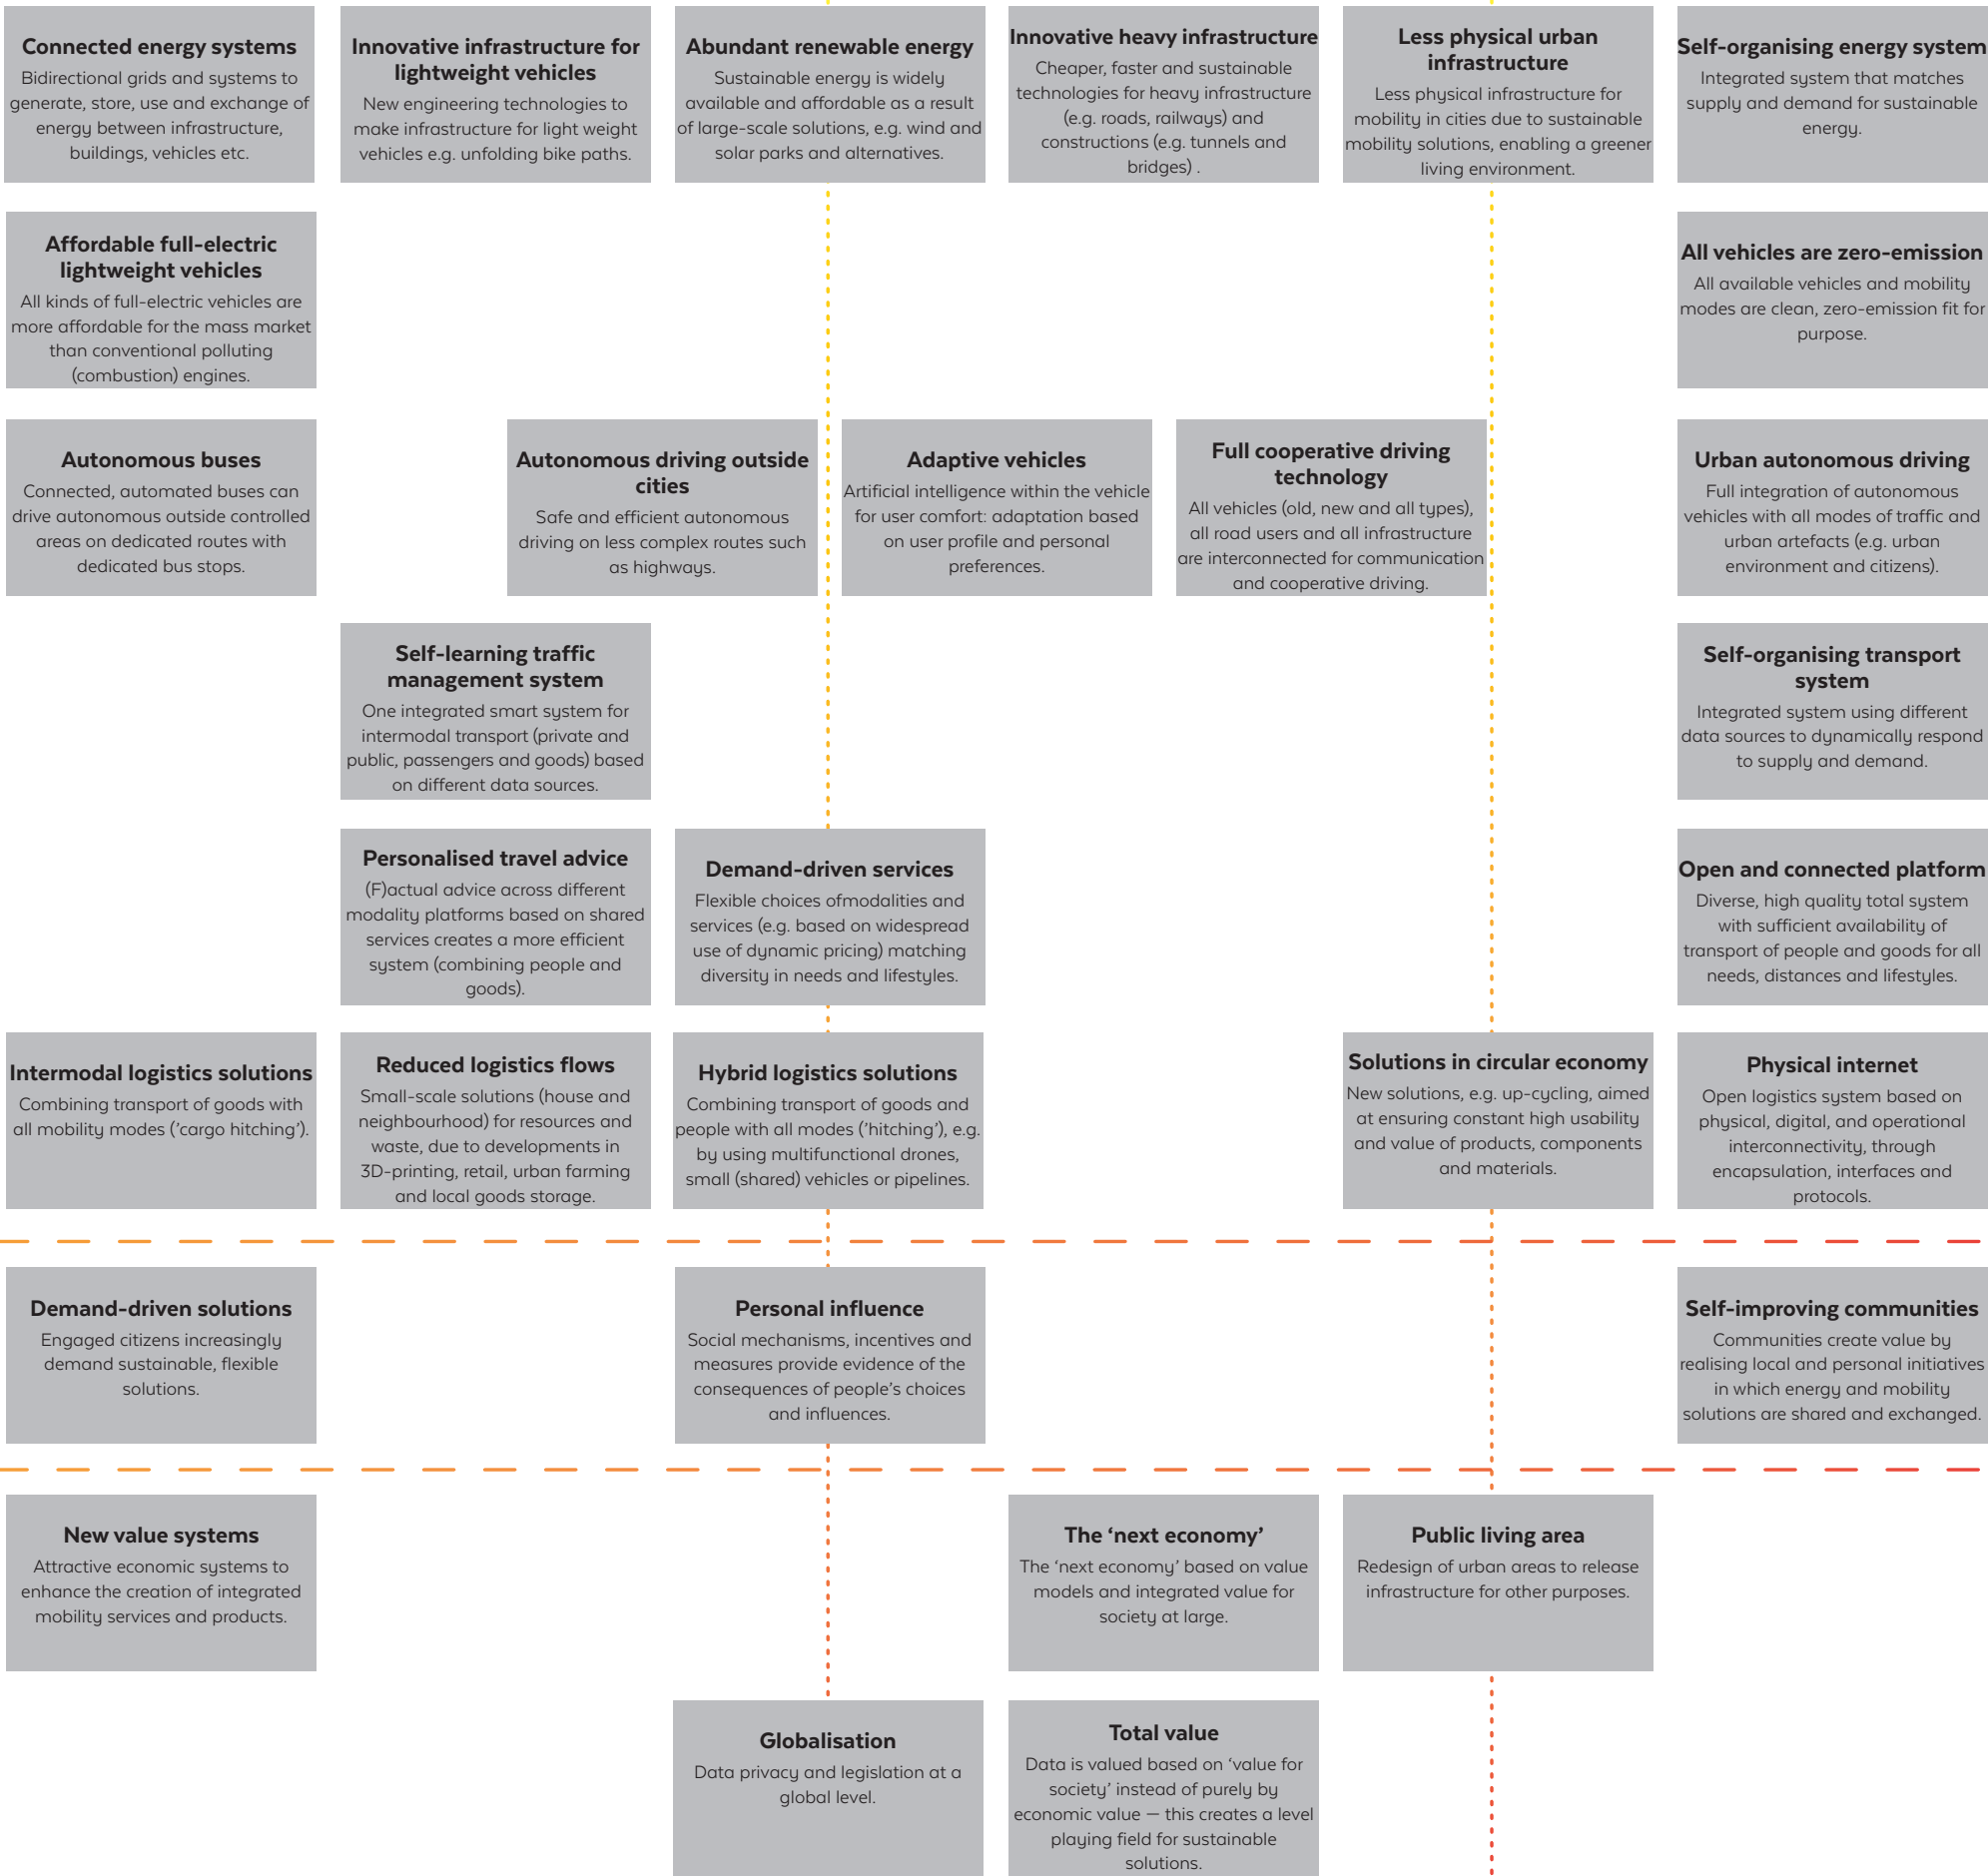 Connected energy systems
Bidirectional grids and systems to
generate, store, use and exchange of
energy between infrastructure,
buildings, vehicles etc.
Innovative infrastructure for
lightweight vehicles
New engineering technologies to
make infrastructure for light weight
vehicles e.g. unfolding bike paths.
Abundant renewable energy
Sustainable energy is widely
available and affordable as a result
of large-scale solutions, e.g. wind and
solar parks and alternatives.
Innovative heavy infrastructure
Cheaper, faster and sustainable
technologies for heavy infrastructure
(e.g. roads, railways) and
constructions (e.g. tunnels and
bridges) .
Less physical urban
infrastructure
Less physical infrastructure for
mobility in cities due to sustainable
mobility solutions, enabling a greener
living environment.
Self-organising energy system
Integrated system that matches
supply and demand for sustainable
energy.
Affordable full-electric
lightweight vehicles
All kinds of full-electric vehicles are
more affordable for the mass market
than conventional polluting
(combustion) engines.
All vehicles are zero-emission
All available vehicles and mobility
modes are clean, zero-emission fit for
purpose.
Autonomous buses
Connected, automated buses can
drive autonomous outside controlled
areas on dedicated routes with
dedicated bus stops.
Autonomous driving outside
cities
Safe and efficient autonomous
driving on less complex routes such
as highways.
Adaptive vehicles
Artificial intelligence within the vehicle
for user comfort: adaptation based
on user profile and personal
preferences.
Full cooperative driving
technology
All vehicles (old, new and all types),
all road users and all infrastructure
are interconnected for communication
and cooperative driving.
Urban autonomous driving
Full integration of autonomous
vehicles with all modes of traffic and
urban artefacts (e.g. urban
environment and citizens).
Self-learning traffic
management system
One integrated smart system for
intermodal transport (private and
public, passengers and goods) based
on different data sources.
Self-organising transport
system
Integrated system using different
data sources to dynamically respond
to supply and demand.
Personalised travel advice
(F)actual advice across different
modality platforms based on shared
services creates a more efficient
system (combining people and
goods).
Demand-driven services
Flexible choices ofmodalities and
services (e.g. based on widespread
use of dynamic pricing) matching
diversity in needs and lifestyles.
Open and connected platform
Diverse, high quality total system
with sufficient availability of
transport of people and goods for all
needs, distances and lifestyles.
Intermodal logistics solutions
Combining transport of goods with
all mobility modes (’cargo hitching’).
Reduced logistics flows
Small-scale solutions (house and
neighbourhood) for resources and
waste, due to developments in
3D-printing, retail, urban farming
and local goods storage.
Hybrid logistics solutions
Combining transport of goods and
people with all modes (’hitching’), e.g.
by using multifunctional drones,
small (shared) vehicles or pipelines.
Solutions in circular economy
New solutions, e.g. up-cycling, aimed
at ensuring constant high usability
and value of products, components
and materials.
Physical internet
Open logistics system based on
physical, digital, and operational
interconnectivity, through
encapsulation, interfaces and
protocols.
Demand-driven solutions
Engaged citizens increasingly
demand sustainable, flexible
solutions.
Personal influence
Social mechanisms, incentives and
measures provide evidence of the
consequences of people’s choices
and influences.
Self-improving communities
Communities create value by
realising local and personal initiatives
in which energy and mobility
solutions are shared and exchanged.
New value systems
Attractive economic systems to
enhance the creation of integrated
mobility services and products.
The ‘next economy’
The ‘next economy’ based on value
models and integrated value for
society at large.
Public living area
Redesign of urban areas to release
infrastructure for other purposes.
Globalisation
Data privacy and legislation at a
global level.
Total value
Data is valued based on ‘value for
society’ instead of purely by
economic value — this creates a level
playing field for sustainable
solutions.